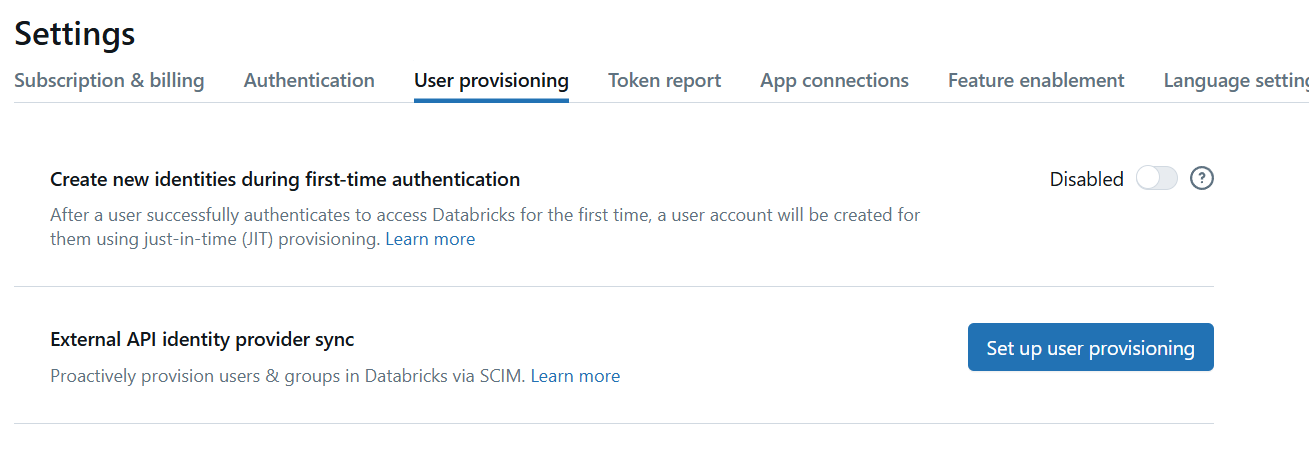 Settings
Subscription & billing Authentication User provisioning Token report App connections Feature enablement Language setting
Create new identities during first-time authentication Disabled ?
After a user successfully authenticates to access Databricks for the first time, a user account will be created for
them using just-in-time (JIT) provisioning. Learn more
External API identity provider sync Set up user provisioning
Proactively provision users & groups in Databricks via SCIM. Learn more